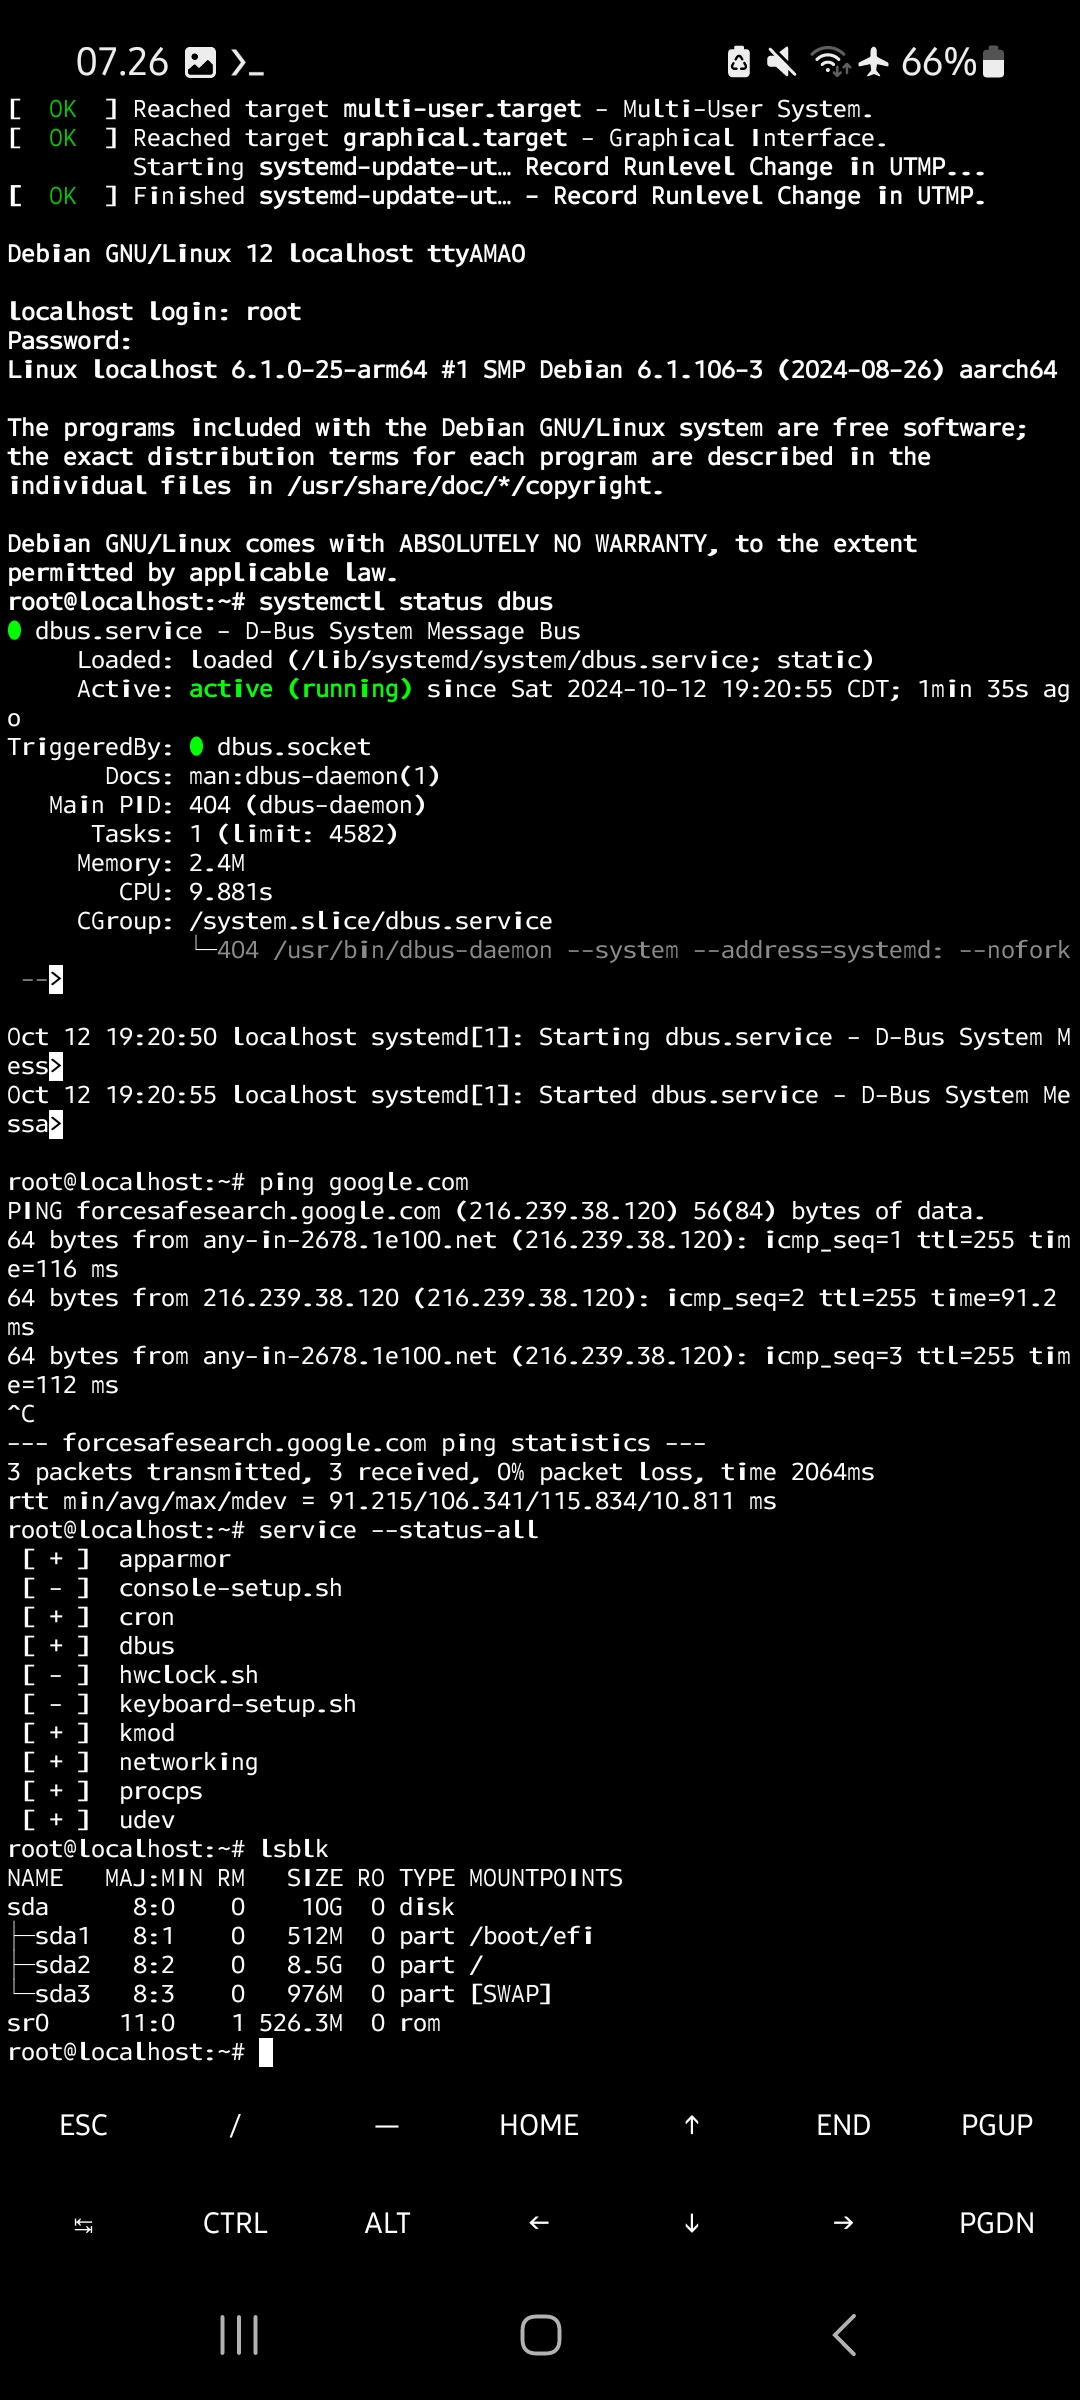 07.26 66%
[  OK  ] Reached target multi-user.target - Multi-User System.
[  OK  ] Reached target graphical.target - Graphical Interface.
         Starting systemd-update-ut… Record Runlevel Change in UTMP...
[  OK  ] Finished systemd-update-ut… - Record Runlevel Change in UTMP.
Debian GNU/Linux 12 localhost ttyAMA0
localhost login: root
Password:
Linux localhost 6.1.0-25-arm64 #1 SMP Debian 6.1.106-3 (2024-08-26) aarch64
The programs included with the Debian GNU/Linux system are free software;
the exact distribution terms for each program are described in the
individual files in /usr/share/doc/*/copyright.
Debian GNU/Linux comes with ABSOLUTELY NO WARRANTY, to the extent
permitted by applicable law.
root@localhost:~# systemctl status dbus
● dbus.service - D-Bus System Message Bus
     Loaded: loaded (/lib/systemd/system/dbus.service; static)
     Active: active (running) since Sat 2024-10-12 19:20:55 CDT; 1min 35s ag
o
TriggeredBy: ● dbus.socket
       Docs: man:dbus-daemon(1)
   Main PID: 404 (dbus-daemon)
      Tasks: 1 (limit: 4582)
     Memory: 2.4M
        CPU: 9.881s
     CGroup: /system.slice/dbus.service
             └─404 /usr/bin/dbus-daemon --system --address=systemd: --nofork
 -->
Oct 12 19:20:50 localhost systemd[1]: Starting dbus.service - D-Bus System M
ess>
Oct 12 19:20:55 localhost systemd[1]: Started dbus.service - D-Bus System Me
ssa>
root@localhost:~# ping google.com
PING forcesafesearch.google.com (216.239.38.120) 56(84) bytes of data.
64 bytes from any-in-2678.1e100.net (216.239.38.120): icmp_seq=1 ttl=255 tim
e=116 ms
64 bytes from 216.239.38.120 (216.239.38.120): icmp_seq=2 ttl=255 time=91.2
ms
64 bytes from any-in-2678.1e100.net (216.239.38.120): icmp_seq=3 ttl=255 tim
e=112 ms
^C
--- forcesafesearch.google.com ping statistics ---
3 packets transmitted, 3 received, 0% packet loss, time 2064ms
rtt min/avg/max/mdev = 91.215/106.341/115.834/10.811 ms
root@localhost:~# service --status-all
 [ + ]  apparmor
 [ - ]  console-setup.sh
 [ + ]  cron
 [ + ]  dbus
 [ - ]  hwclock.sh
 [ - ]  keyboard-setup.sh
 [ + ]  kmod
 [ + ]  networking
 [ + ]  procps
 [ + ]  udev
root@localhost:~# lsblk
NAME   MAJ:MIN RM   SIZE RO TYPE MOUNTPOINTS
sda      8:0    0    10G  0 disk
├─sda1   8:1    0   512M  0 part /boot/efi
├─sda2   8:2    0   8.5G  0 part /
└─sda3   8:3    0   976M  0 part [SWAP]
sr0     11:0    1 526.3M  0 rom
root@localhost:~#
ESC / — HOME ↑ END PGUP
↹ CTRL ALT ← ↓ → PGDN